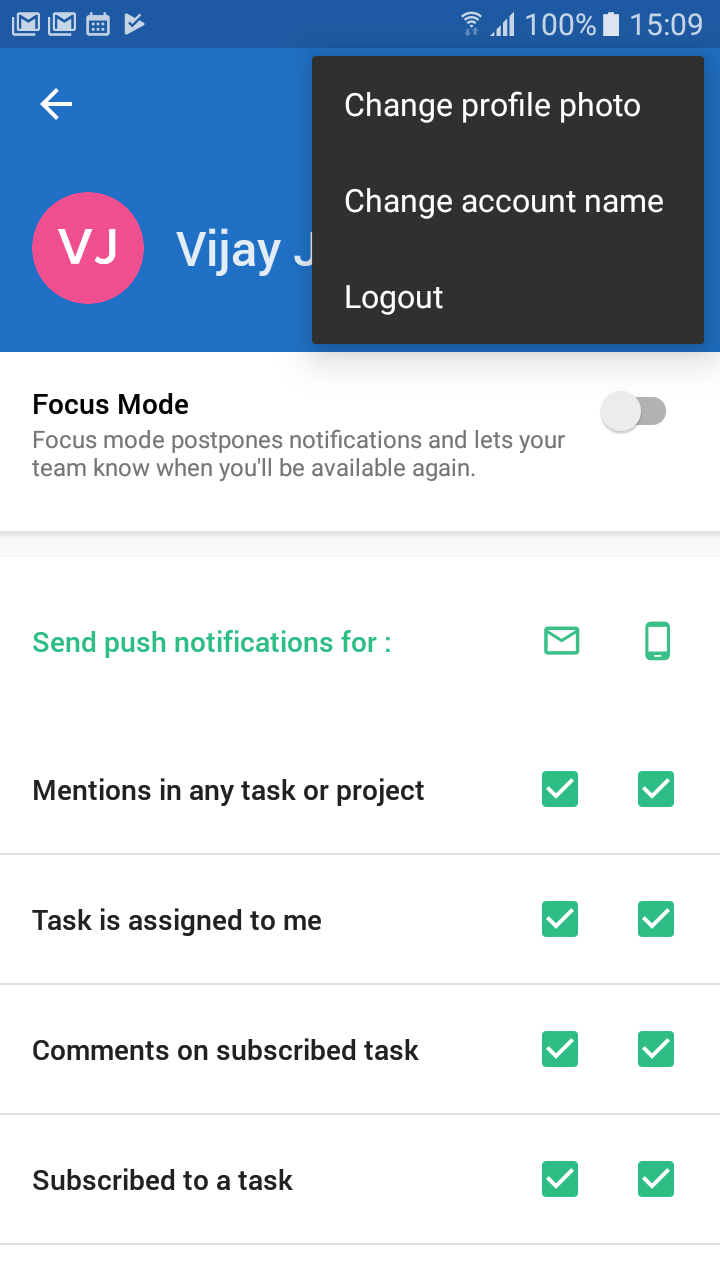 100% 15:09
Change profile photo
Change account name
Logout
VJ
Vijay
Focus Mode
Focus mode postpones notifications and lets your
team know when you'll be available again.
Send push notifications for :
Mentions in any task or project
Task is assigned to me
Comments on subscribed task
Subscribed to a task